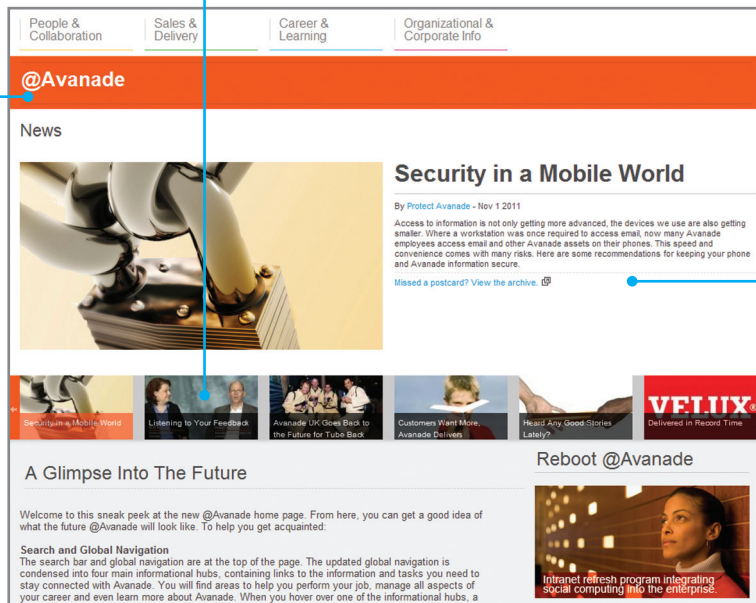 People &
Collaboration
Sales &
Delivery
Career &
Learning
Organizational &
Corporate Info
@Avanade
News
Security in a Mobile World
By Protect Avanade - Nov 1 2011
Access to information is not only getting more advanced, the devices we use are also getting
smaller. Where a workstation was once required to access email, now many Avanade
employees access email and other Avanade assets on their phones. This speed and
convenience comes with many risks. Here are some recommendations for keeping your phone
and Avanade information secure.
Missed a postcard? View the archive.
Security in a Mobile World
Listening to Your Feedback
Avanade UK Goes Back to
the Future for Tube Back
Customers Want More,
Avanade Delivers
Heard Any Good Stories
Lately?
VELUX®
Delivered in Record Time
A Glimpse Into The Future
Welcome to this sneak peek at the new @Avanade home page. From here, you can get a good idea of
what the future @Avanade will look like. To help you get acquainted:
Search and Global Navigation
The search bar and global navigation are at the top of the page. The updated global navigation is
condensed into four main informational hubs, containing links to the information and tasks you need to
stay connected with Avanade. You will find areas to help you perform your job, manage all aspects of
your career and even learn more about Avanade. When you hover over one of the informational hubs, a
Reboot @Avanade
Intranet refresh program integrating
social computing into the enterprise.